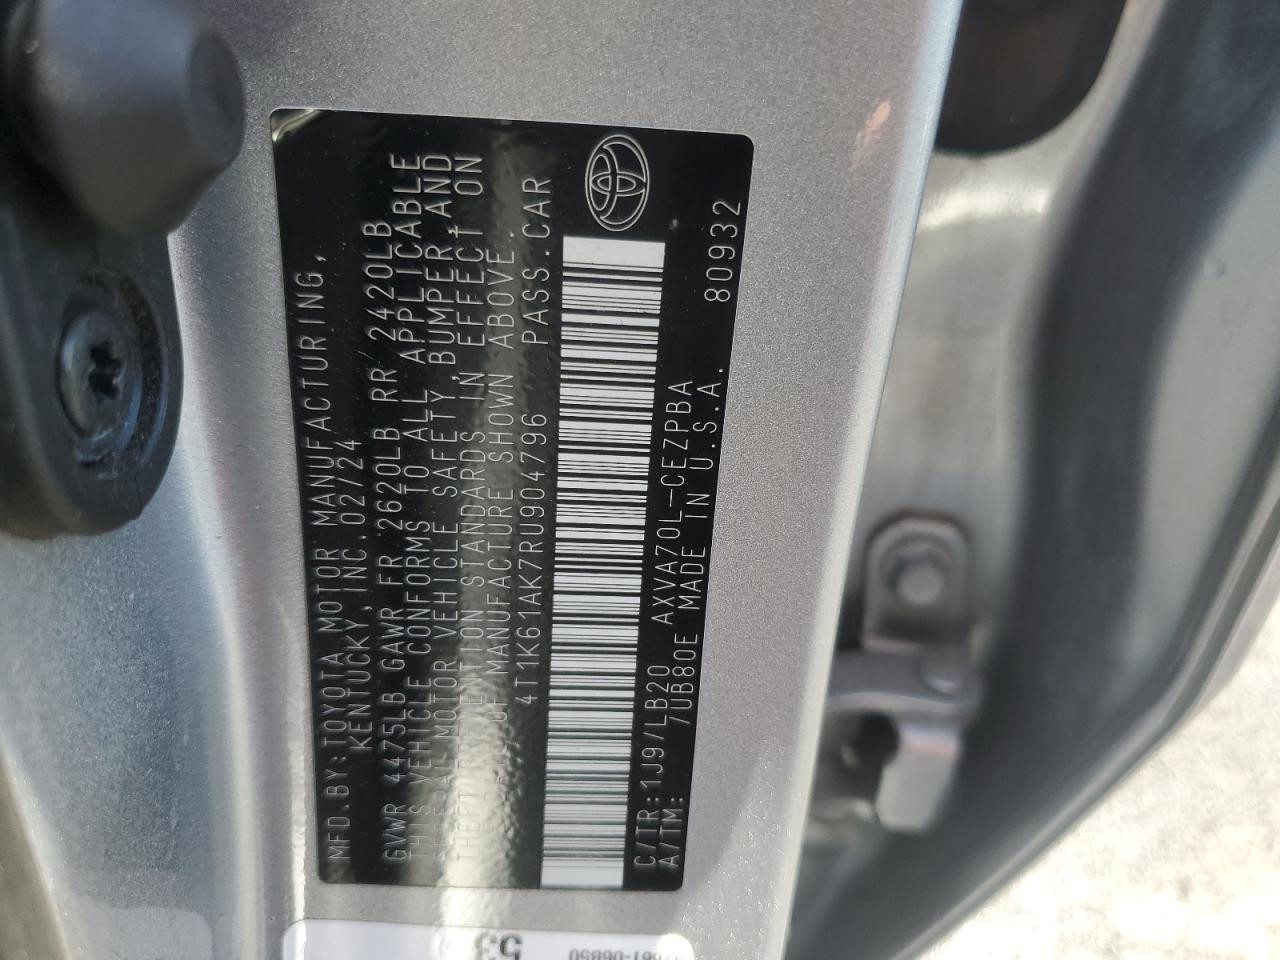 MFD.BY:TOYOTA MOTOR MANUFACTURING,
KENTUCKY, INC. 02/24
GVWR 4475LB GAWR FR 2620LB RR 2420LB
THIS VEHICLE CONFORMS TO ALL APPLICABLE
FEDERAL MOTOR VEHICLE SAFETY, BUMPER, AND
THEFT PREVENTION STANDARDS IN EFFECT ON
THE DATE OF MANUFACTURE SHOWN ABOVE.
4T1K61AK7RU904796 PASS.CAR
C/TR:1J9/LB20 AXVA70L-CEZPBA 80932
A/TM: /UB80E MADE IN U.S.A.
53